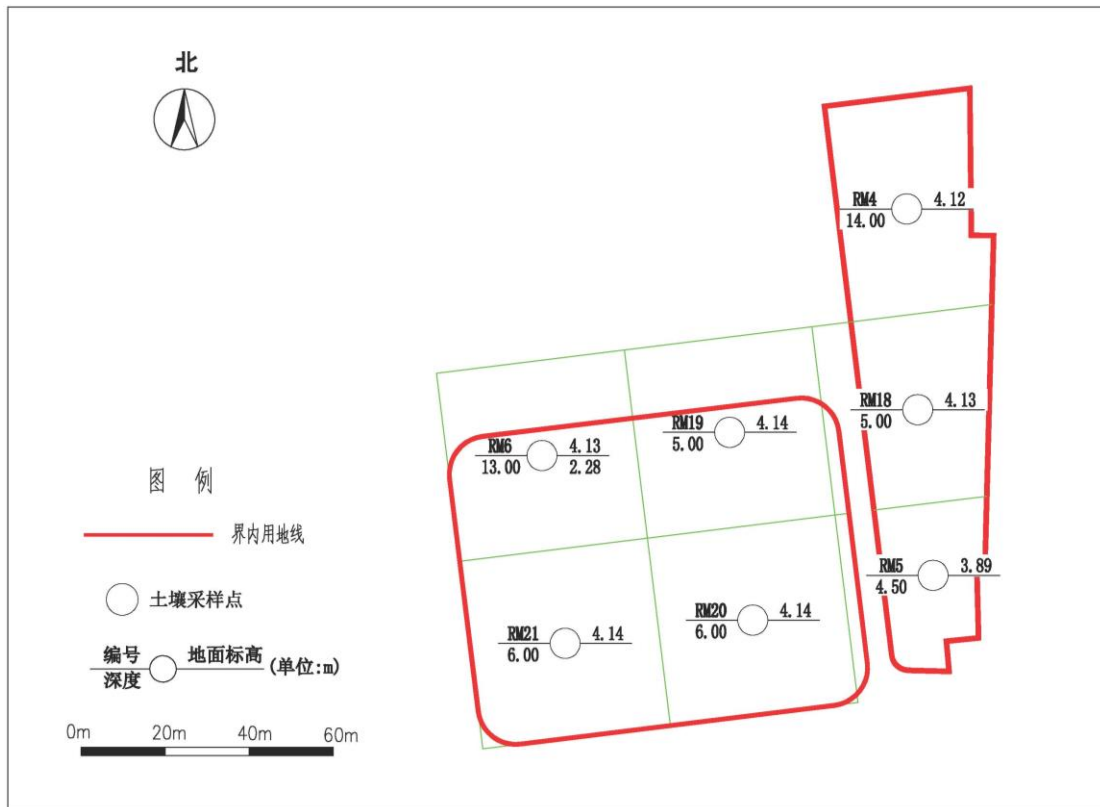 北
RM4 4.12
14.00
RM18 4.13
5.00
RM19 4.14
5.00
RM6 4.13
13.00 2.28
RM5 3.89
4.50
RM20 4.14
6.00
RM21 4.14
6.00
图 例
界内用地线
土壤采样点
编号 地面标高 (单位:m)
深度
0m 20m 40m 60m